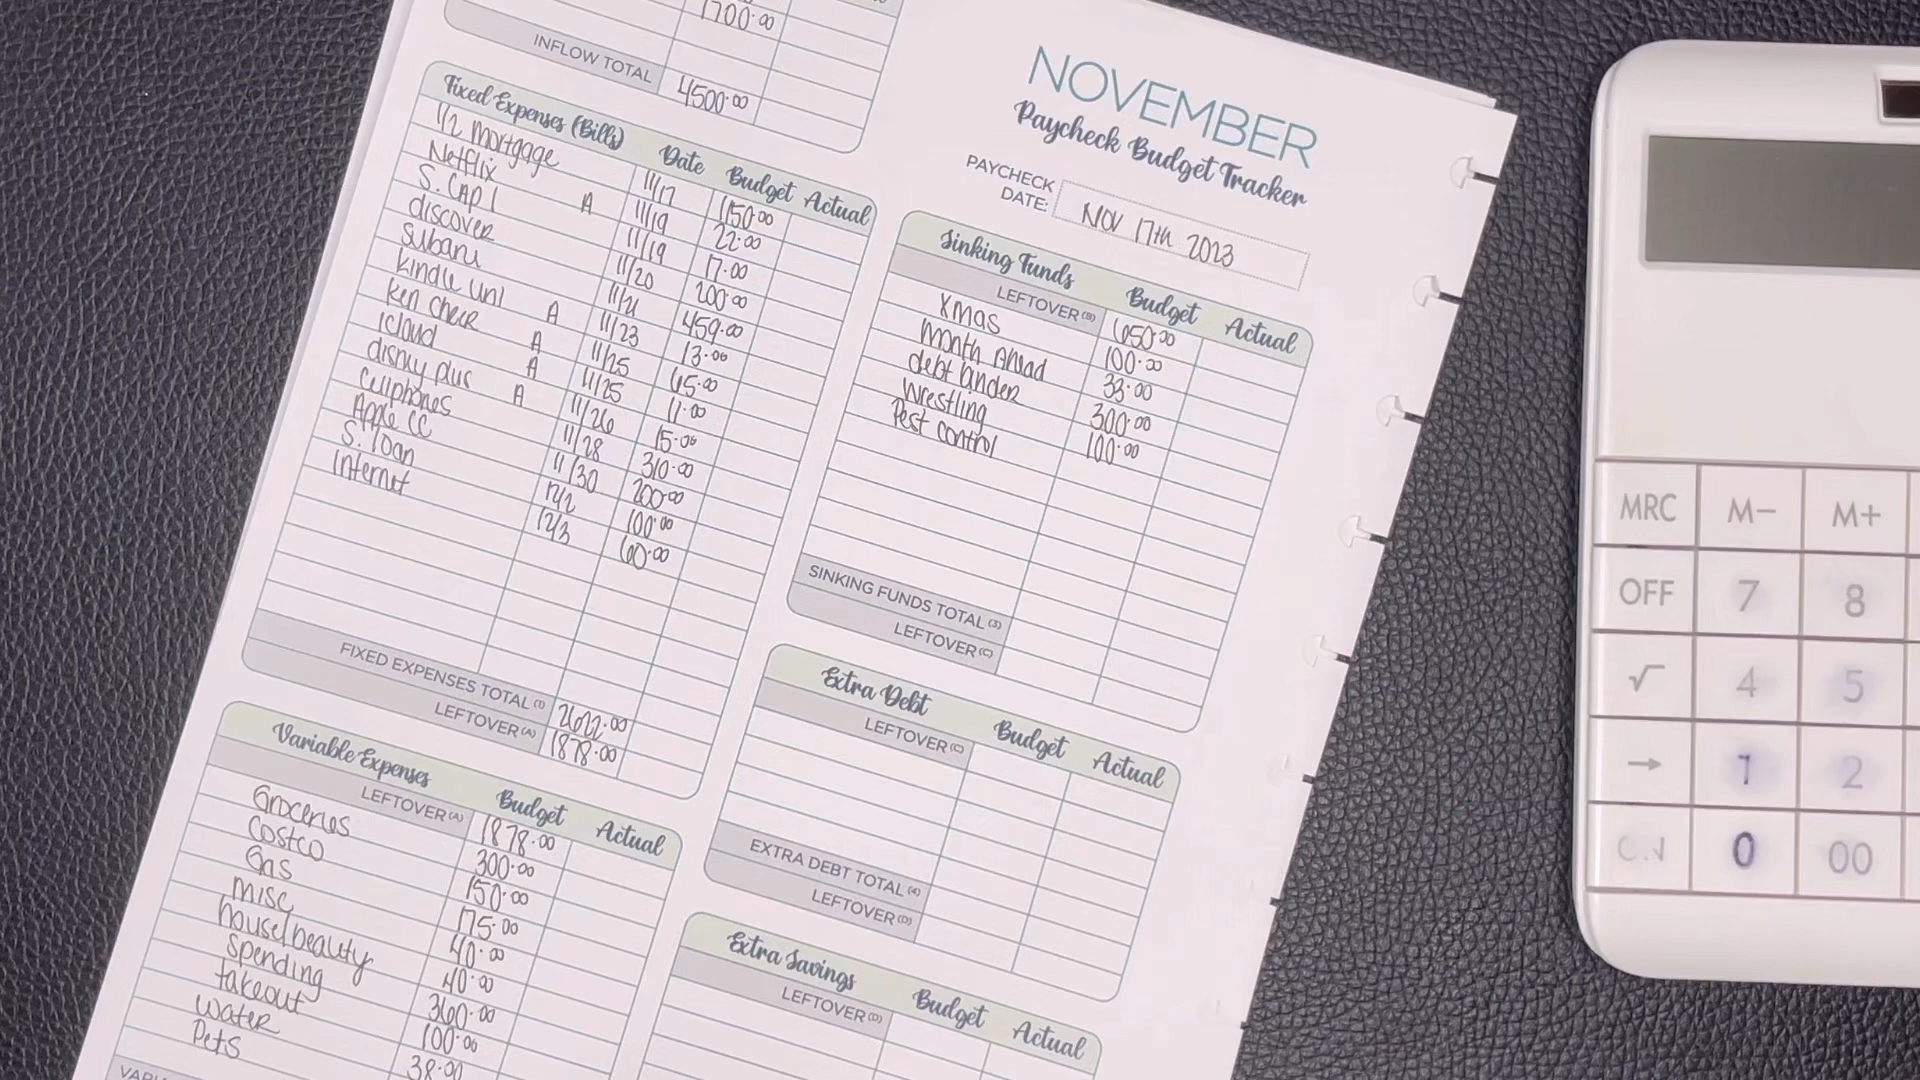 1700.00
INFLOW TOTAL 4500.00
Fixed Expenses (Bills) Date Budget Actual
1/2 mortgage 11/17 1150.00
Netflix A 11/19 22.00
S. CAP 1 11/19 17.00
discover 11/20 200.00
Subaru 11/21 459.00
kindle unl A 11/23 13.00
ken check A 11/25 65.00
icloud A 11/25 11.00
disney plus A 11/26 15.00
Cellphones 11/28 310.00
Apple CC 11/30 200.00
S. loan 12/2 100.00
Internet 12/3 60.00
FIXED EXPENSES TOTAL (1) 2622.00
LEFTOVER (A) 1878.00
Variable Expenses Budget Actual
LEFTOVER (A) 1878.00
Groceries 300.00
Costco 150.00
Gas 175.00
misc 40.00
house/beauty 40.00
spending 360.00
takeout 100.00
water 38.00
Pets
NOVEMBER
Paycheck Budget Tracker
PAYCHECK
DATE: NOV 17th 2023
Sinking Funds Budget Actual
LEFTOVER (B) 650.00
Xmas 100.00
Month Ahead 33.00
debt binder 300.00
Wrestling 100.00
Pest control
SINKING FUNDS TOTAL (3)
LEFTOVER (C)
Extra Debt Budget Actual
LEFTOVER (C)
EXTRA DEBT TOTAL (4)
LEFTOVER (D)
Extra Savings Budget Actual
LEFTOVER (D)
MRC M− M+
OFF 7 8
√ 4 5
→ 1 2
0 00